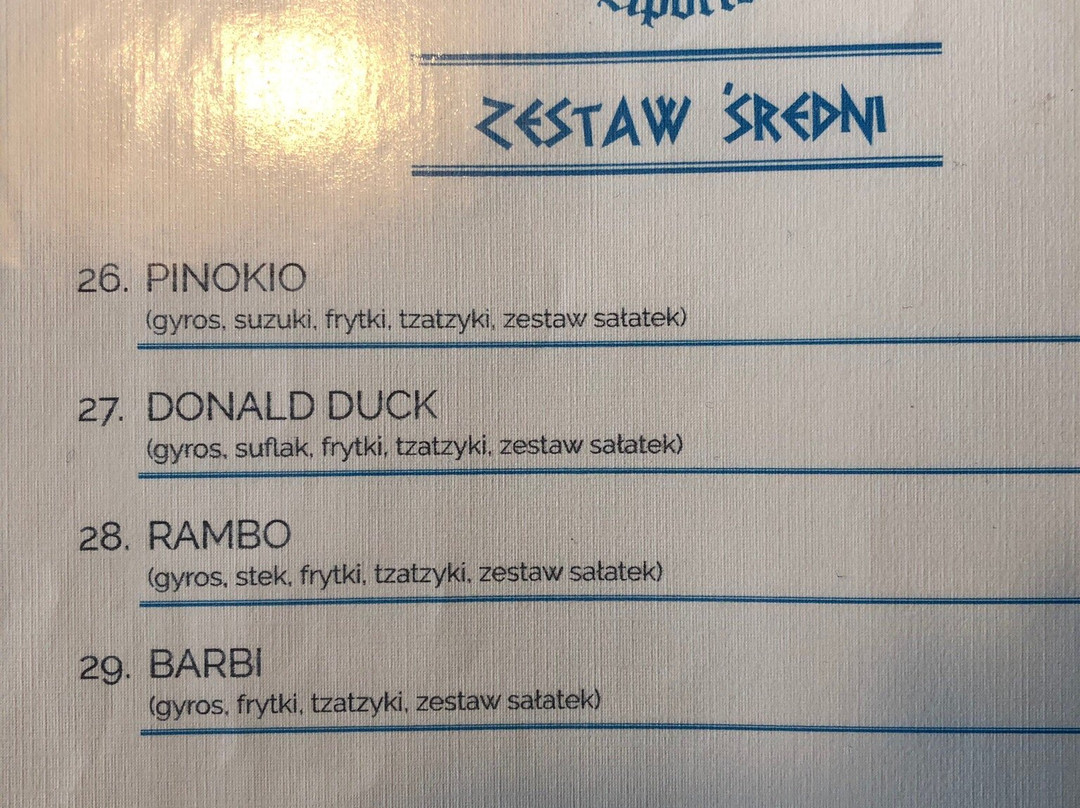 ZESTAW ŚREDNI
26. PINOKIO
(gyros, suzuki, frytki, tzatzyki, zestaw sałatek)
27. DONALD DUCK
(gyros, suflak, frytki, tzatzyki, zestaw sałatek)
28. RAMBO
(gyros, stek, frytki, tzatzyki, zestaw sałatek)
29. BARBI
(gyros, frytki, tzatzyki, zestaw sałatek)